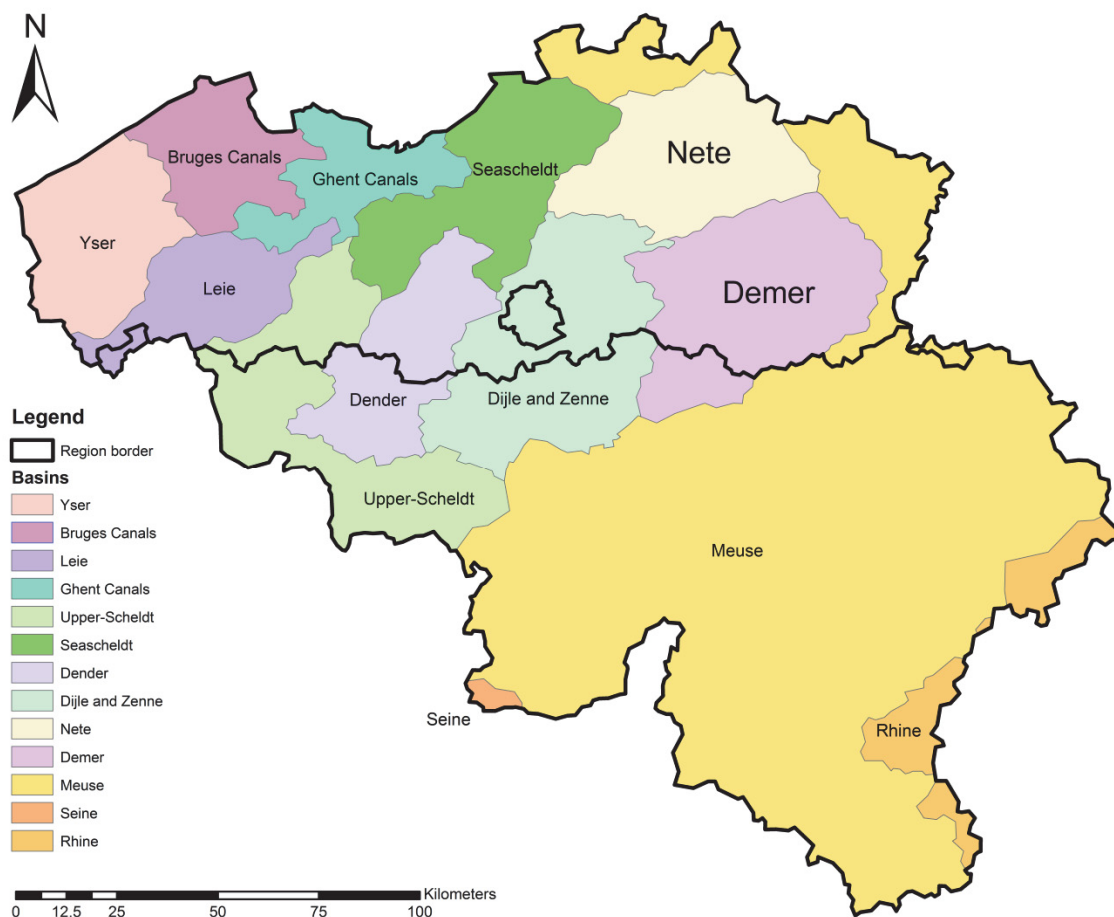 N
Nete
Bruges Canals
Seascheldt
Ghent Canals
Yser
Leie
Demer
Dender
Dijle and Zenne
Upper-Scheldt
Meuse
Seine
Rhine
Legend
Region border
Basins
Yser
Bruges Canals
Leie
Ghent Canals
Upper-Scheldt
Seascheldt
Dender
Dijle and Zenne
Nete
Demer
Meuse
Seine
Rhine
Kilometers
0 12.5 25 50 75 100